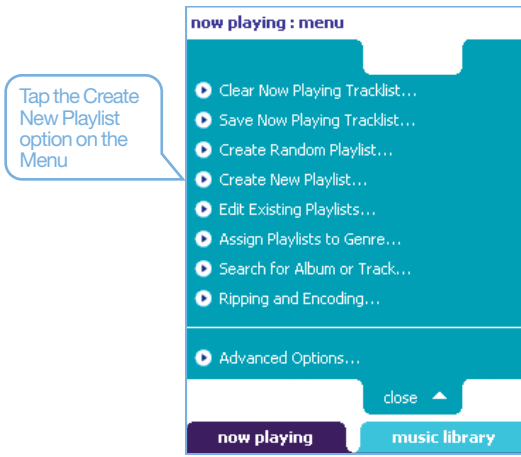 now playing : menu
Tap the Create
New Playlist
option on the
Menu
Clear Now Playing Tracklist...
Save Now Playing Tracklist...
Create Random Playlist...
Create New Playlist...
Edit Existing Playlists...
Assign Playlists to Genre...
Search for Album or Track...
Ripping and Encoding...
Advanced Options...
close
now playing
music library